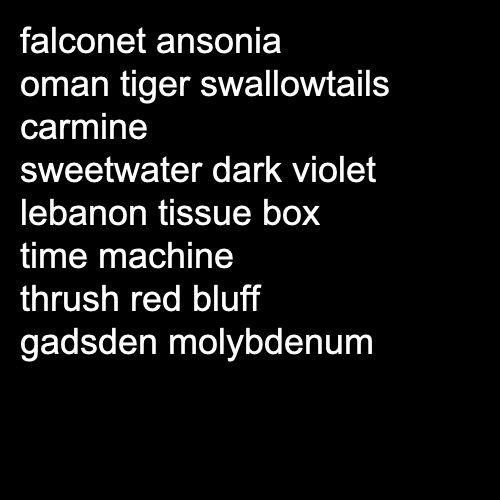 falconet ansonia
oman tiger swallowtails
carmine
sweetwater dark violet
lebanon tissue box
time machine
thrush red bluff
gadsden molybdenum